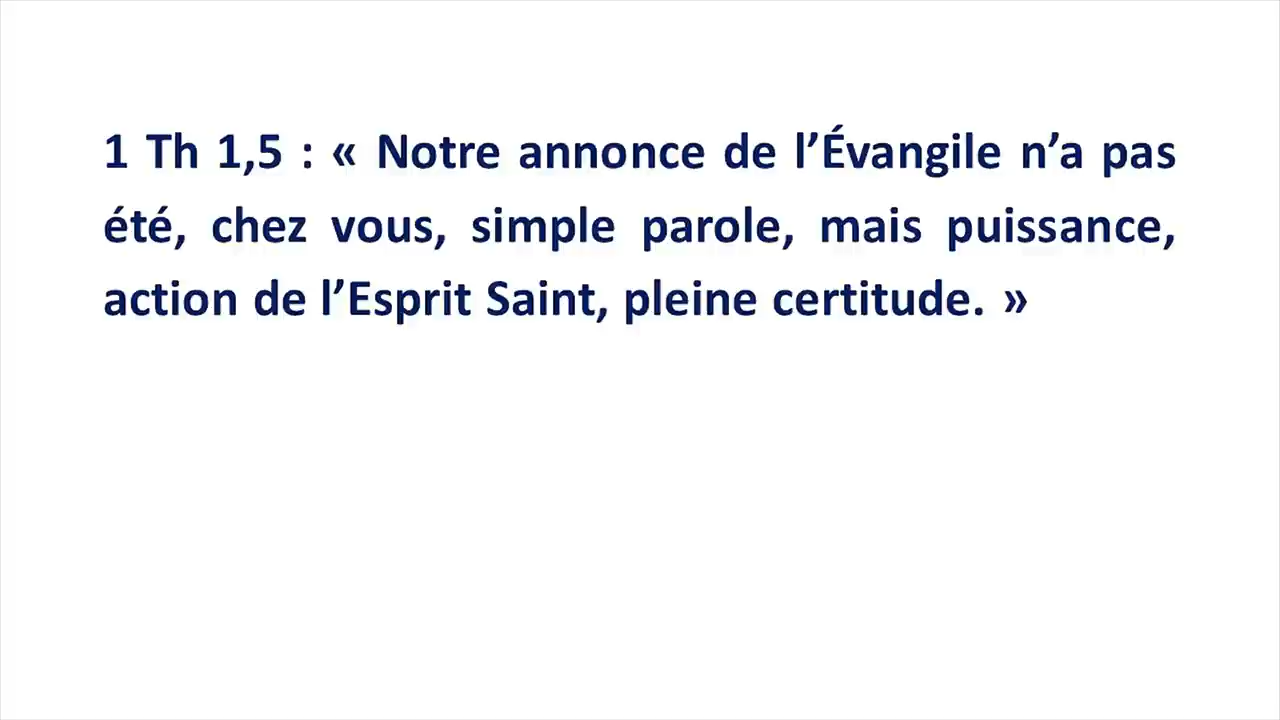 1 Th 1,5 : « Notre annonce de l’Évangile n’a pas
été, chez vous, simple parole, mais puissance,
action de l’Esprit Saint, pleine certitude. »